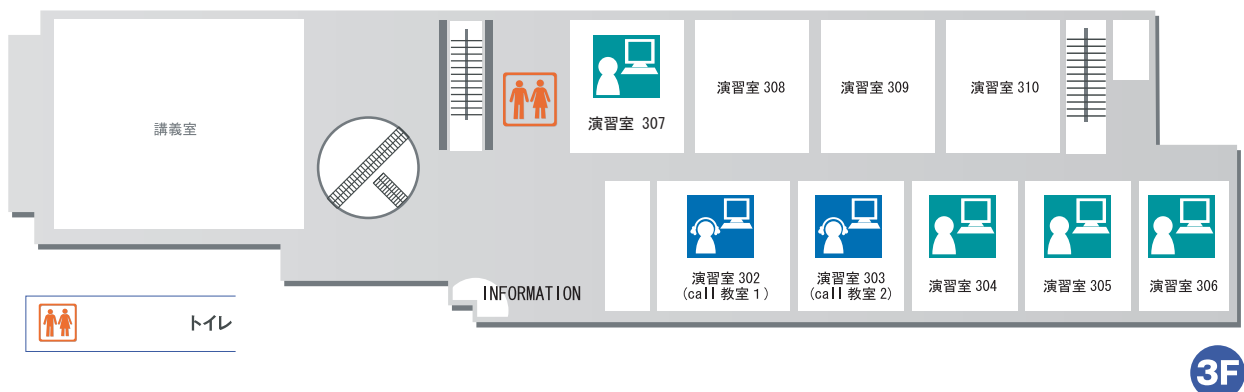 講義室
演習室 307
演習室 308
演習室 309
演習室 310
演習室 302
(call 教室 1)
演習室 303
(call 教室 2)
演習室 304
演習室 305
演習室 306
INFORMATION
トイレ
3F